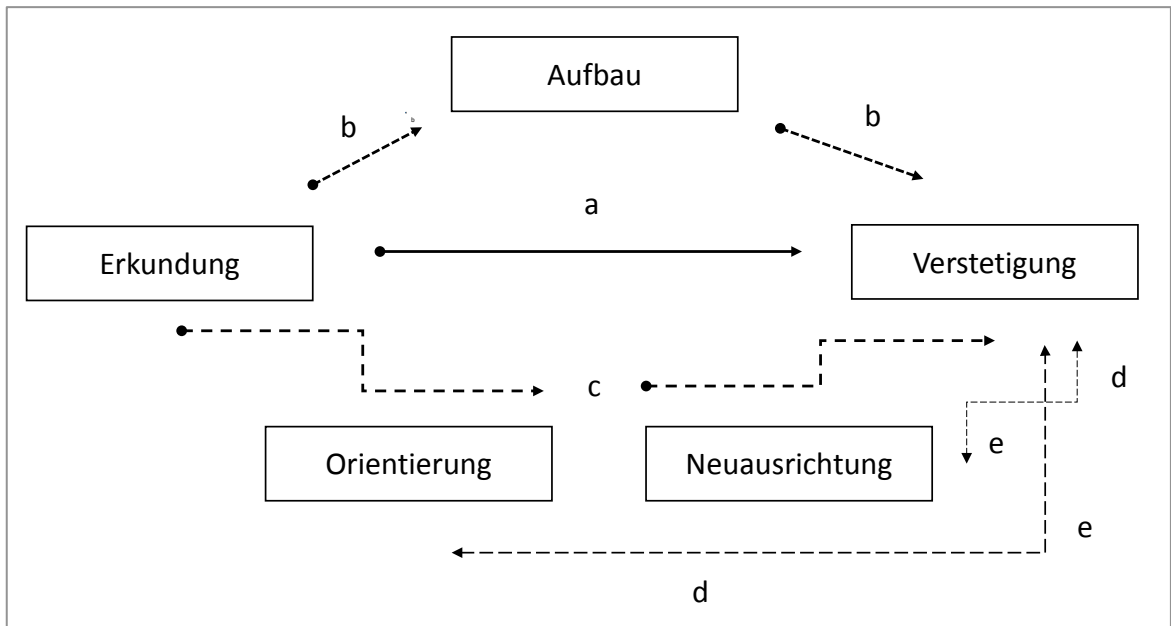 Aufbau
b
b
b
a
Erkundung
Verstetigung
c
d
e
Orientierung
Neuausrichtung
e
d